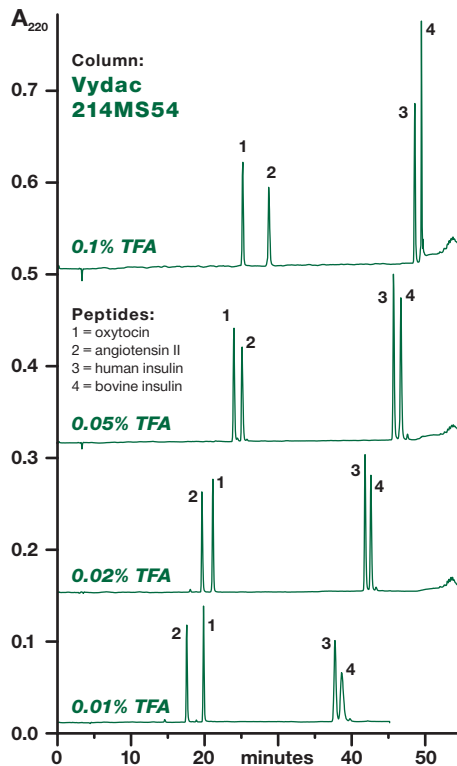 A220
Column:
Vydac
214MS54
4
0.7
3
1
2
0.6
0.1% TFA
0.5
Peptides:
1 = oxytocin
2 = angiotensin II
3 = human insulin
4 = bovine insulin
1
2
3
4
0.4
0.05% TFA
0.3
2
1
3
4
0.2
0.02% TFA
0.1
2
1
3
4
0.01% TFA
0.0
0
10
20
minutes
40
50